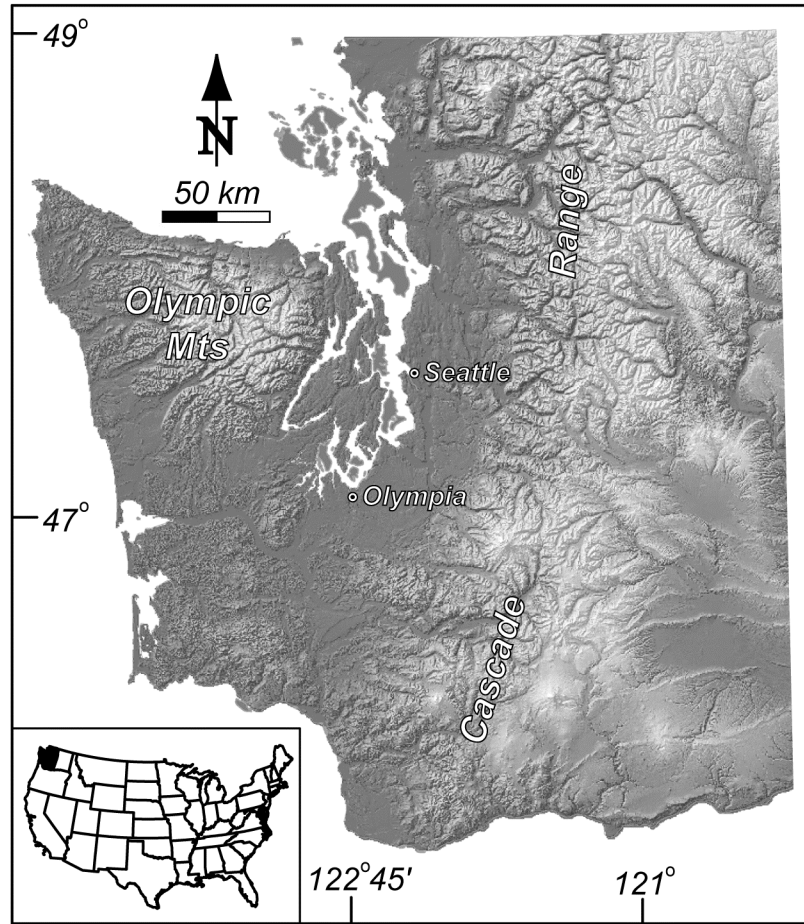 49°
N
50 km
Range
Olympic
Mts
Seattle
Olympia
47°
Cascade
122°45'
121°